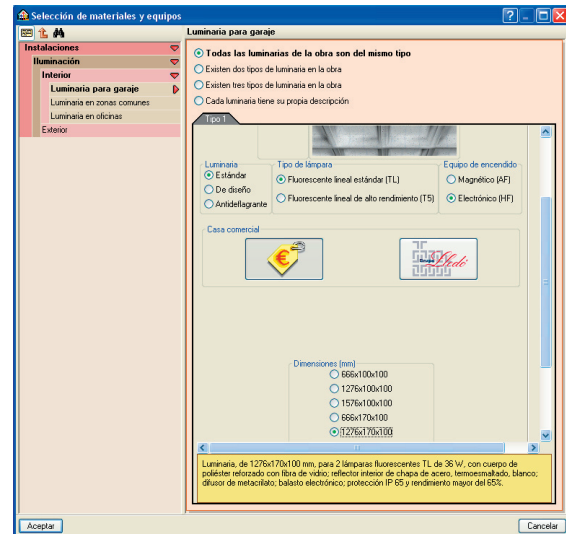 Selección de materiales y equipos
Luminaria para garaje
Instalaciones
Iluminación
Interior
Luminaria para garaje
Luminaria en zonas comunes
Luminaria en oficinas
Exterior
Todas las luminarias de la obra son del mismo tipo
Existen dos tipos de luminaria en la obra
Existen tres tipos de luminaria en la obra
Cada luminaria tiene su propia descripción
Tipo 1
Luminaria
Estándar
De diseño
Antideflagrante
Tipo de lámpara
Fluorescente lineal estándar (TL)
Fluorescente lineal de alto rendimiento (T5)
Equipo de encendido
Magnético (AF)
Electrónico (HF)
Casa comercial
€
Grupo Lledó
Dimensiones (mm)
666x100x100
1276x100x100
1576x100x100
666x170x100
1276x170x100
Luminaria, de 1276x170x100 mm, para 2 lámparas fluorescentes TL de 36 W, con cuerpo de
poliéster reforzado con fibra de vidrio; reflector interior de chapa de acero, termoesmaltado, blanco;
difusor de metacrilato; balasto electrónico; protección IP 65 y rendimiento mayor del 65%.
Aceptar
Cancelar